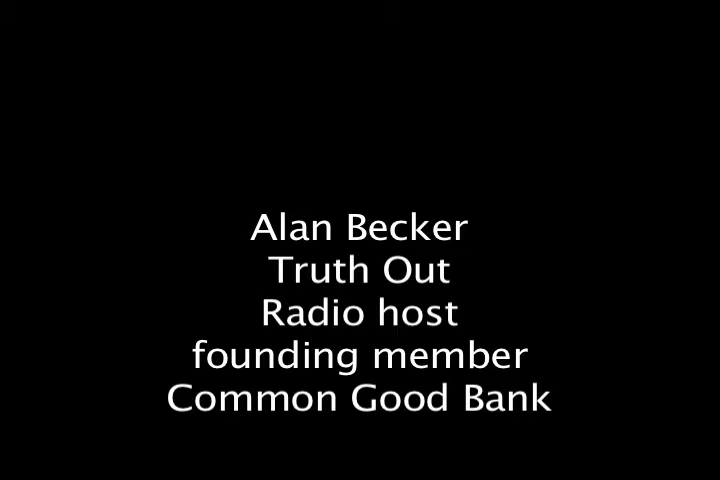 Alan Becker
Truth Out
Radio host
founding member
Common Good Bank